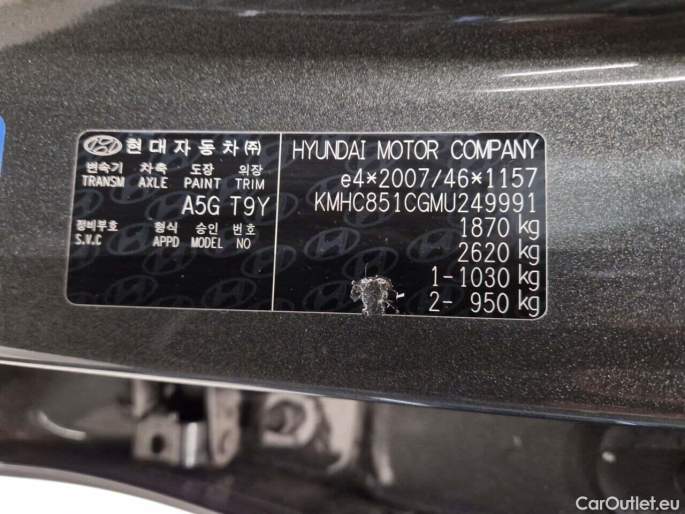 현대자동차㈜
변속기 차축 도장 외장
TRANSM AXLE PAINT TRIM
A5G T9Y
정비부호 형식 승인 번호
S.V.C APPD MODEL NO
HYUNDAI MOTOR COMPANY
e4*2007/46*1157
KMHC851CGMU249991
1870 kg
2620 kg
1- 1030 kg
2- 950 kg
CarOutlet.eu